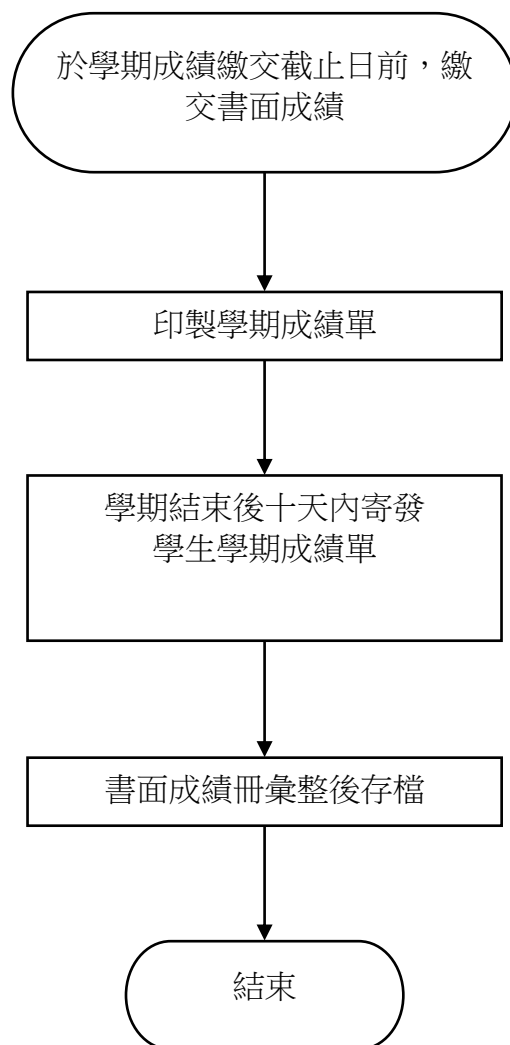 於學期成績繳交截止日前，繳
交書面成績
印製學期成績單
學期結束後十天內寄發
學生學期成績單
書面成績冊彙整後存檔
結束